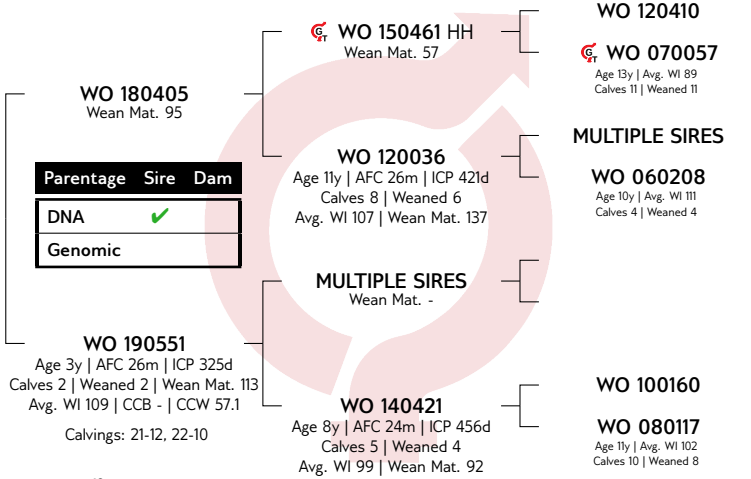 WO 180405
Wean Mat. 95
Parentage Sire Dam
DNA ✔
Genomic
WO 190551
Age 3y | AFC 26m | ICP 325d
Calves 2 | Weaned 2 | Wean Mat. 113
Avg. WI 109 | CCB - | CCW 57.1
Calvings: 21-12, 22-10
GT WO 150461 HH
Wean Mat. 57
WO 120036
Age 11y | AFC 26m | ICP 421d
Calves 8 | Weaned 6
Avg. WI 107 | Wean Mat. 137
MULTIPLE SIRES
Wean Mat. -
WO 140421
Age 8y | AFC 24m | ICP 456d
Calves 5 | Weaned 4
Avg. WI 99 | Wean Mat. 92
WO 120410
GT WO 070057
Age 13y | Avg. WI 89
Calves 11 | Weaned 11
MULTIPLE SIRES
WO 060208
Age 10y | Avg. WI 111
Calves 4 | Weaned 4
WO 100160
WO 080117
Age 11y | Avg. WI 102
Calves 10 | Weaned 8